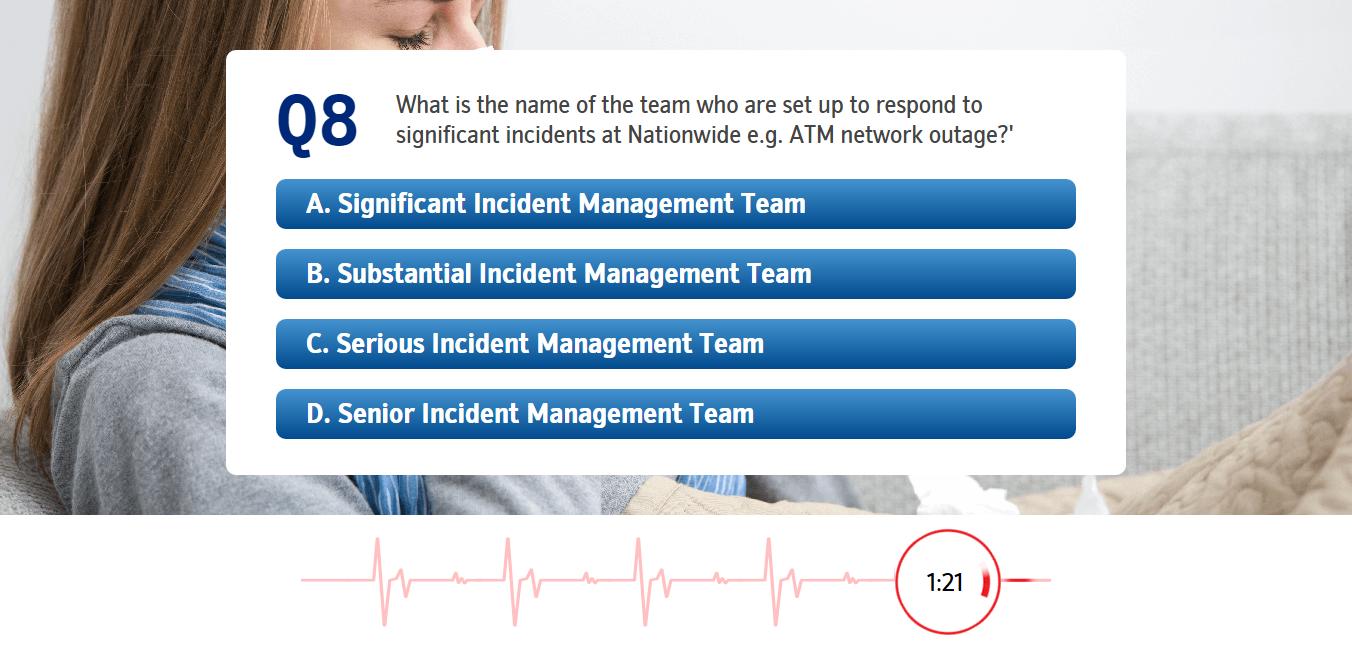 Q8
What is the name of the team who are set up to respond to
significant incidents at Nationwide e.g. ATM network outage?'
A. Significant Incident Management Team
B. Substantial Incident Management Team
C. Serious Incident Management Team
D. Senior Incident Management Team
1:21